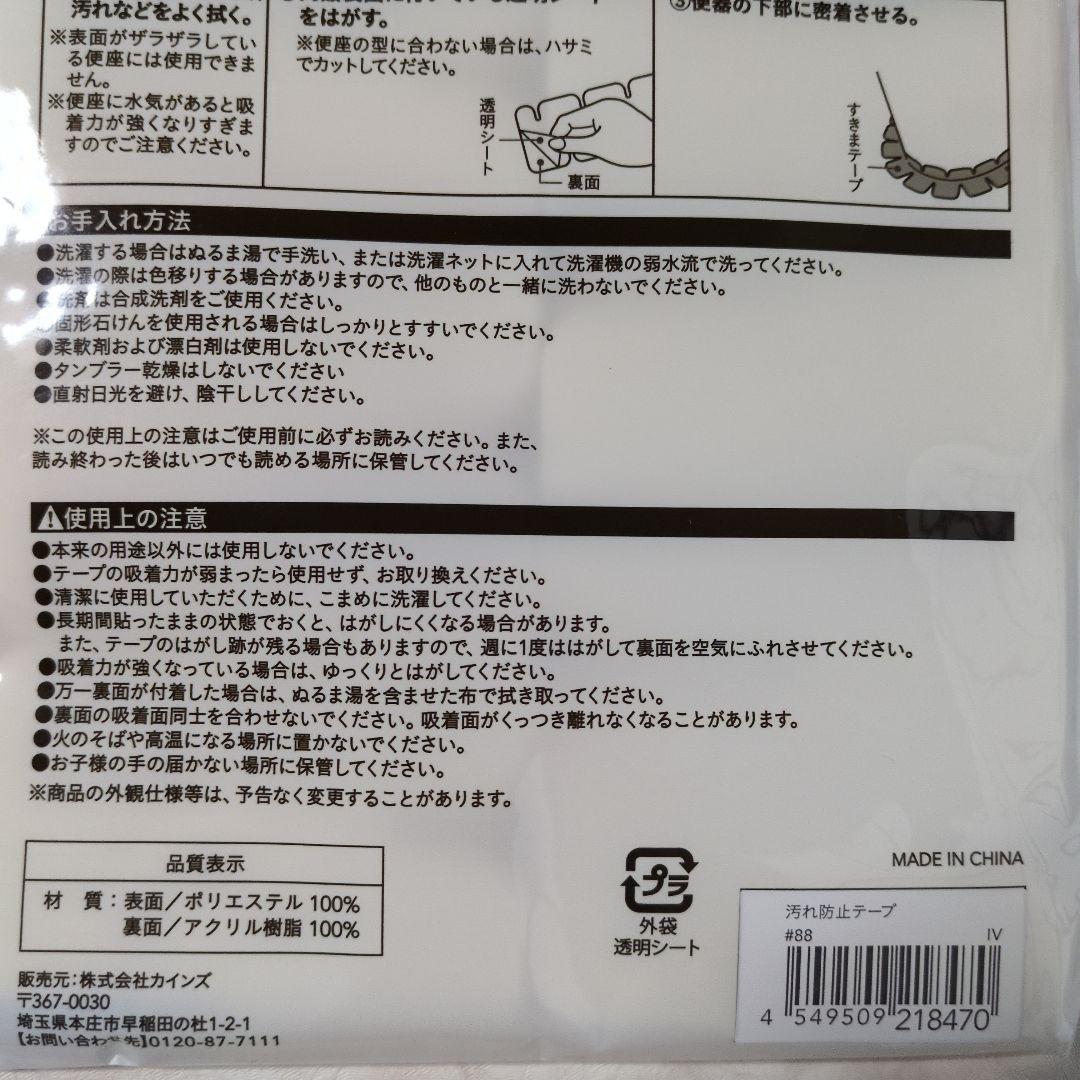 汚れなどをよく拭く。
※表面がザラザラしてい
る便座には使用できま
せん。
※便座に水気があると吸
着力が強くなりすぎま
すのでご注意ください。
をはがす。
※便座の型に合わない場合は、ハサミ
でカットしてください。
透明シート
裏面
③便器の下部に密着させる。
すきまテープ
お手入れ方法
●洗濯する場合はぬるま湯で手洗い、または洗濯ネットに入れて洗濯機の弱水流で洗ってください。
●洗濯の際は色移りする場合がありますので、他のものと一緒に洗わないでください。
●洗剤は合成洗剤をご使用ください。
●固形石けんを使用される場合はしっかりとすすいでください。
●柔軟剤および漂白剤は使用しないでください。
●タンブラー乾燥はしないでください
●直射日光を避け、陰干ししてください。
※この使用上の注意はご使用前に必ずお読みください。また、
読み終わった後はいつでも読める場所に保管してください。
⚠使用上の注意
●本来の用途以外には使用しないでください。
●テープの吸着力が弱まったら使用せず、お取り換えください。
●清潔に使用していただくために、こまめに洗濯してください。
●長期間貼ったままの状態でおくと、はがしにくくなる場合があります。
また、テープのはがし跡が残る場合もありますので、週に1度ははがして裏面を空気にふれさせてください。
●吸着力が強くなっている場合は、ゆっくりとはがしてください。
●万一裏面が付着した場合は、ぬるま湯を含ませた布で拭き取ってください。
●裏面の吸着面同士を合わせないでください。吸着面がくっつき離れなくなることがあります。
●火のそばや高温になる場所に置かないでください。
●お子様の手の届かない場所に保管してください。
※商品の外観仕様等は、予告なく変更することがあります。
品質表示
材 質：表面／ポリエステル 100%
裏面／アクリル樹脂 100%
販売元：株式会社カインズ
〒367-0030
埼玉県本庄市早稲田の杜1-2-1
【お問い合わせ先】0120-87-7111
プラ
外袋
透明シート
MADE IN CHINA
汚れ防止テープ
#88 IV
4 549509 218470